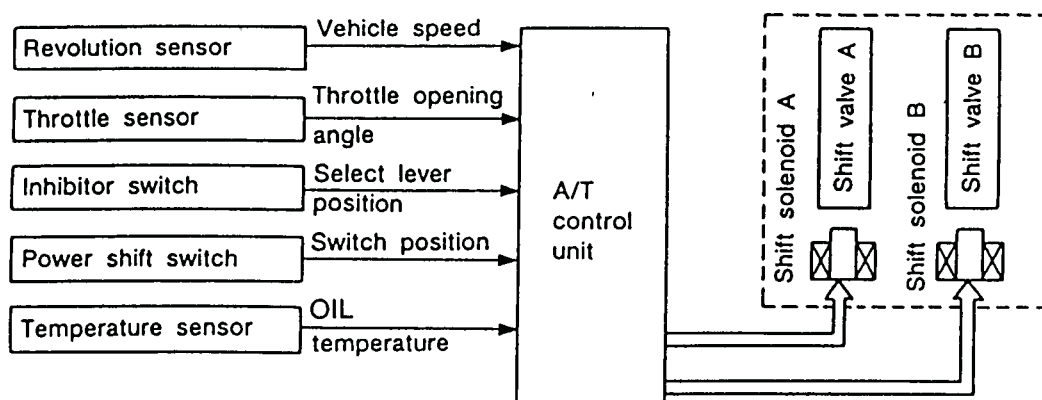 Revolution sensor
Vehicle speed
Throttle sensor
Throttle opening
angle
Inhibitor switch
Select lever
position
Power shift switch
Switch position
Temperature sensor
OIL
temperature
A/T
control
unit
Shift solenoid A
Shift valve A
Shift solenoid B
Shift valve B